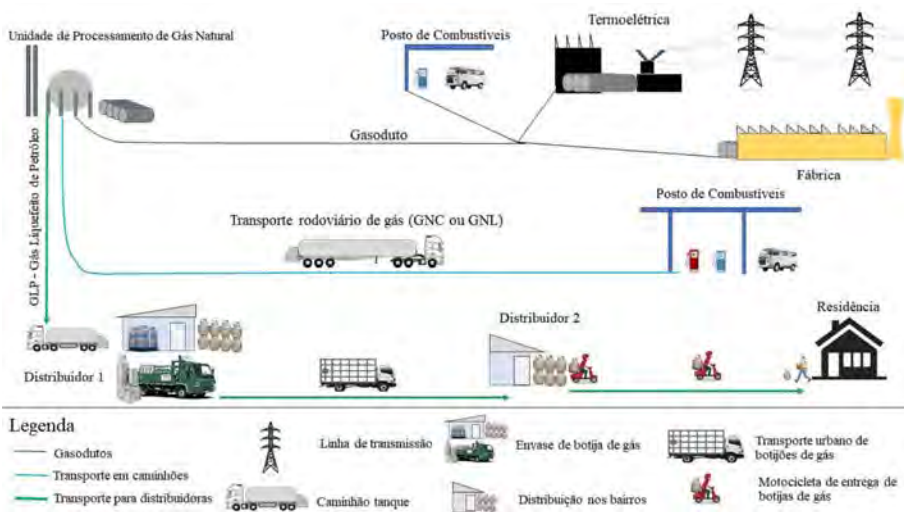 Unidade de Processamento de Gás Natural
Posto de Combustíveis
Termoelétrica
Gasoduto
Fábrica
GLP - Gás Liquefeito de Petróleo
Transporte rodoviário de gás (GNC ou GNL)
Posto de Combustíveis
Distribuidor 1
Distribuidor 2
Residência
Legenda
Gasodutos
Transporte em caminhões
Transporte para distribuidoras
Linha de transmissão
Caminhão tanque
Envase de botija de gás
Distribuição nos bairros
Transporte urbano de
botijões de gás
Motocicleta de entrega de
botijas de gás